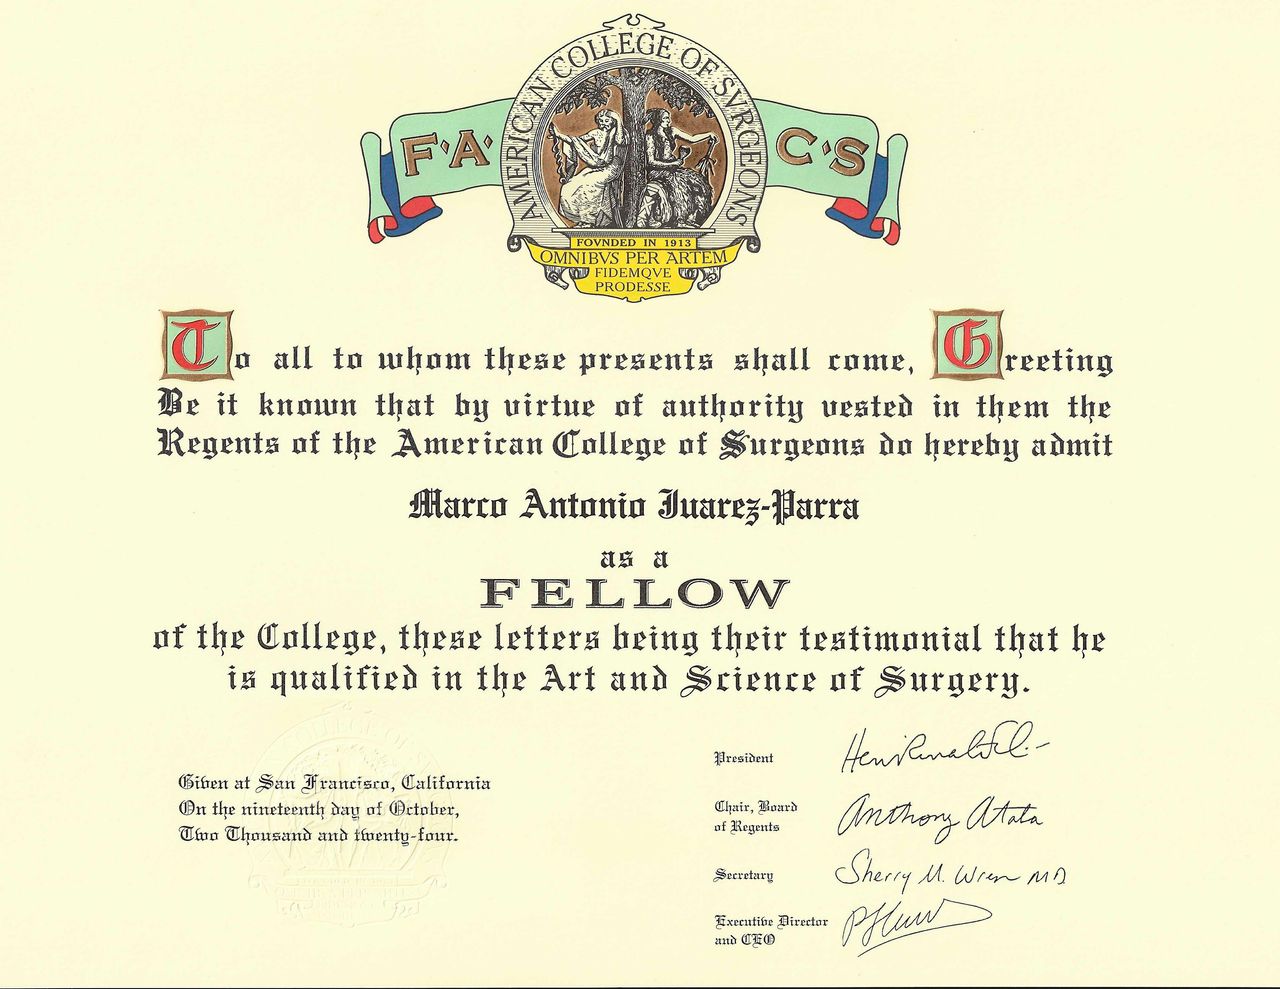 AMERICAN COLLEGE OF SVRGEONS
F·A· C·S
FOVNDED IN 1913
OMNIBVS PER ARTEM
FIDEMQVE
PRODESSE
To all to whom these presents shall come, Greeting
Be it known that by virtue of authority vested in them the
Regents of the American College of Surgeons do hereby admit
Marco Antonio Juarez-Parra
as a
FELLOW
of the College, these letters being their testimonial that he
is qualified in the Art and Science of Surgery.
Given at San Francisco, California
On the nineteenth day of October,
Two Thousand and twenty-four.
President
Chair, Board
of Regents
Anthony Atala
Secretary
Sherry M. Wren MD
Executive Director
and CEO